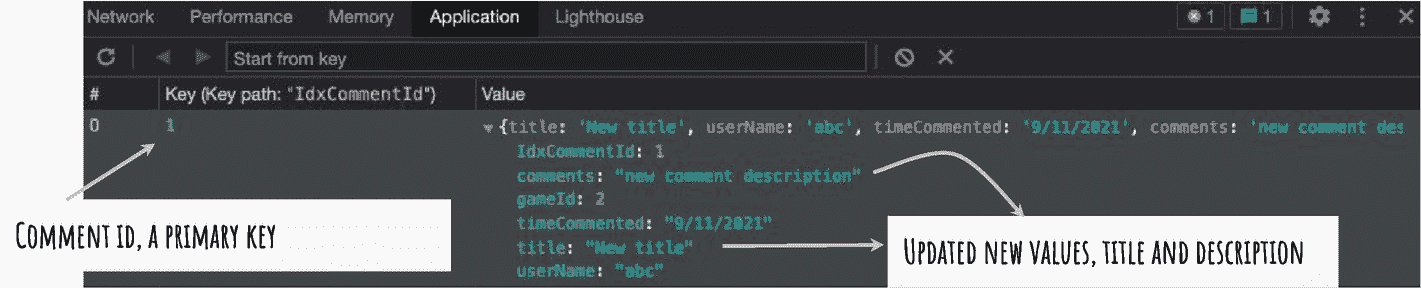 Network Performance Memory Application Lighthouse 1 1
Start from key
# Key (Key path: "IdxCommentId") Value
0 1 {title: 'New title', userName: 'abc', timeCommented: '9/11/2021', comments: 'new comment des
IdxCommentId: 1
comments: "new comment description"
gameId: 2
timeCommented: "9/11/2021"
title: "New title"
userName: "abc"
Comment id, a primary key
Updated new values, title and description